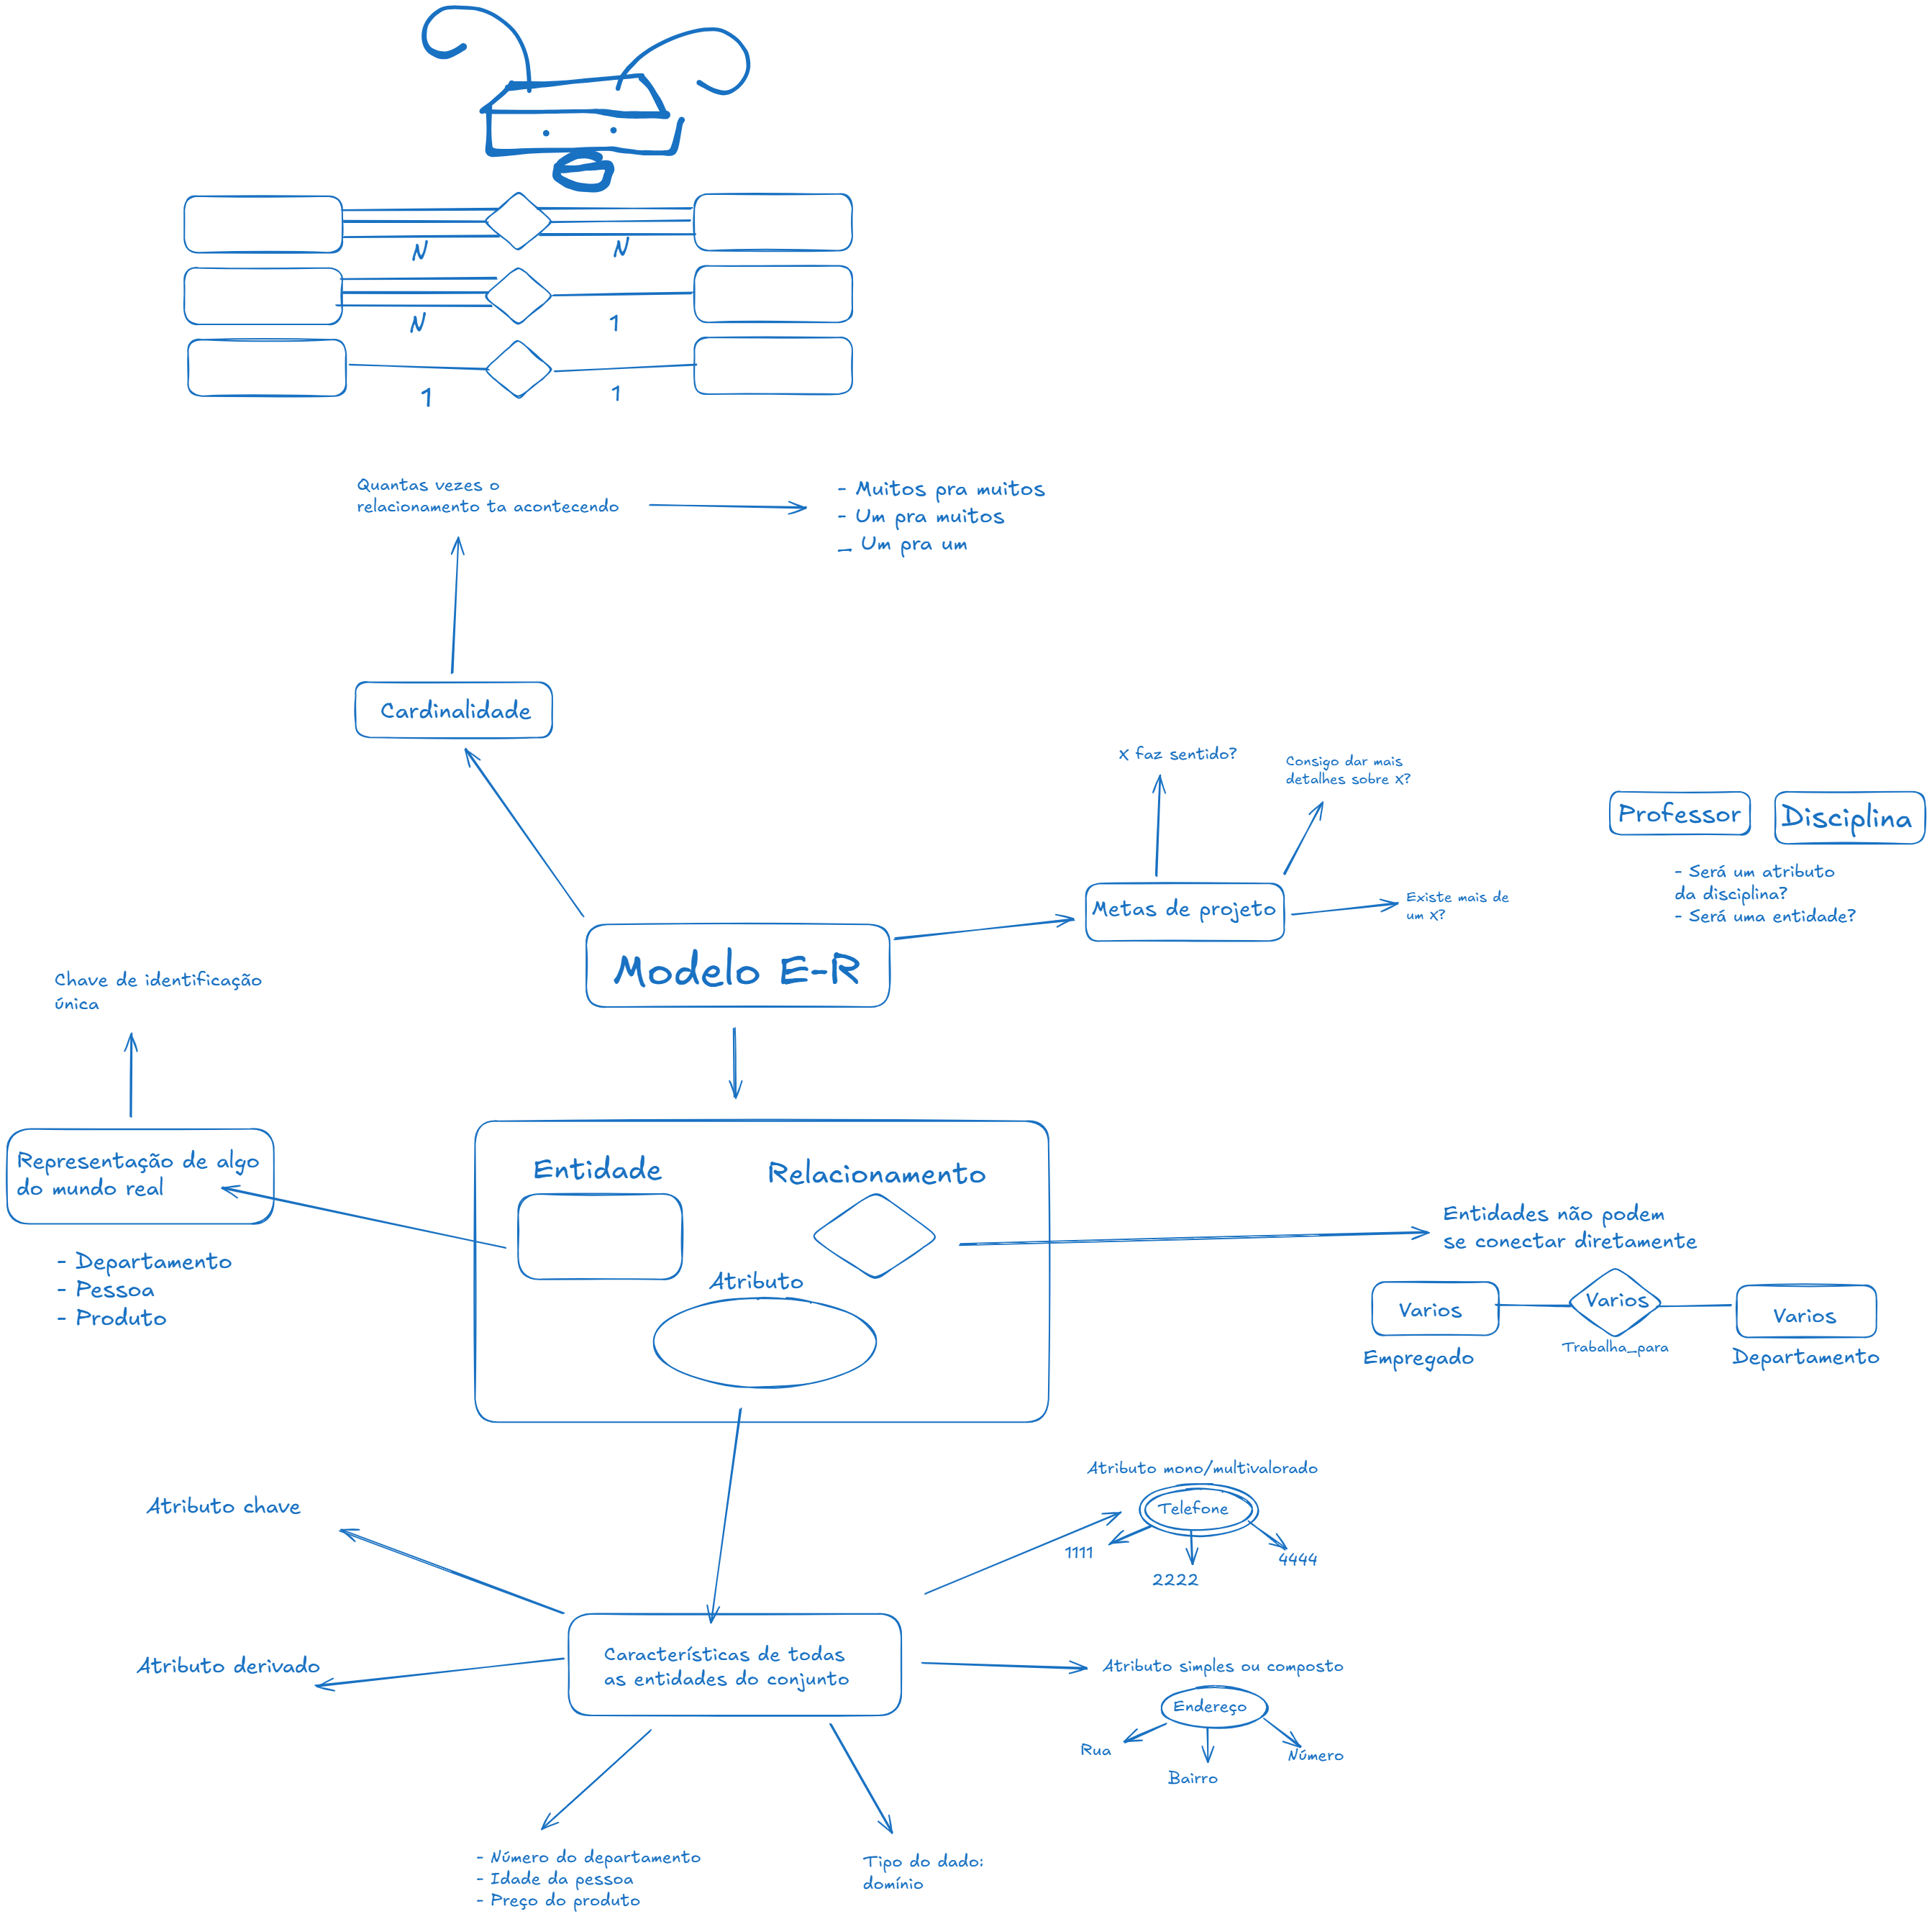 N
N
N
1
1
1
Quantas vezes o
relacionamento ta acontecendo
- Muitos pra muitos
- Um pra muitos
_ Um pra um
Cardinalidade
X faz sentido?
Consigo dar mais
detalhes sobre X?
Professor
Disciplina
- Será um atributo
da disciplina?
- Será uma entidade?
Metas de projeto
Existe mais de
um X?
Modelo E-R
Chave de identificação
única
Representação de algo
do mundo real
- Departamento
- Pessoa
- Produto
Entidade
Relacionamento
Atributo
Entidades não podem
se conectar diretamente
Varios
Varios
Varios
Empregado
Trabalha_para
Departamento
Atributo chave
Atributo mono/multivalorado
Telefone
1111
2222
4444
Atributo derivado
Características de todas
as entidades do conjunto
Atributo simples ou composto
Endereço
Rua
Bairro
Número
- Número do departamento
- Idade da pessoa
- Preço do produto
Tipo do dado:
domínio